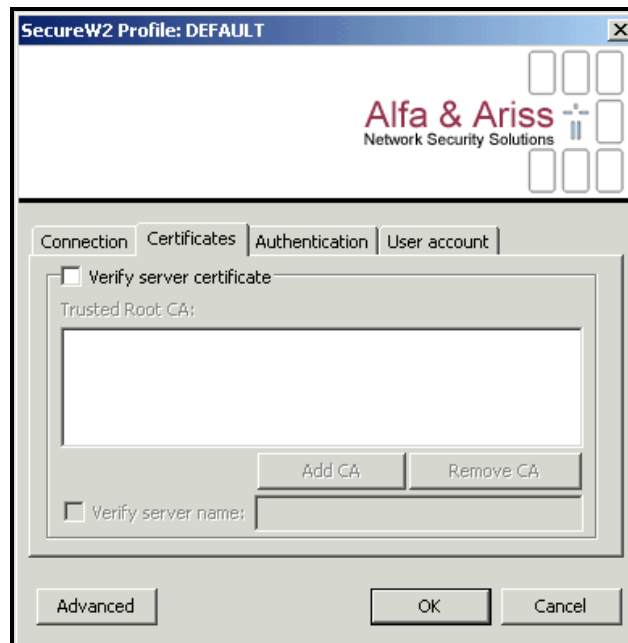 SecureW2 Profile: DEFAULT
Alfa & Ariss
Network Security Solutions
Connection Certificates Authentication User account
Verify server certificate
Trusted Root CA:
Add CA Remove CA
Verify server name:
Advanced OK Cancel